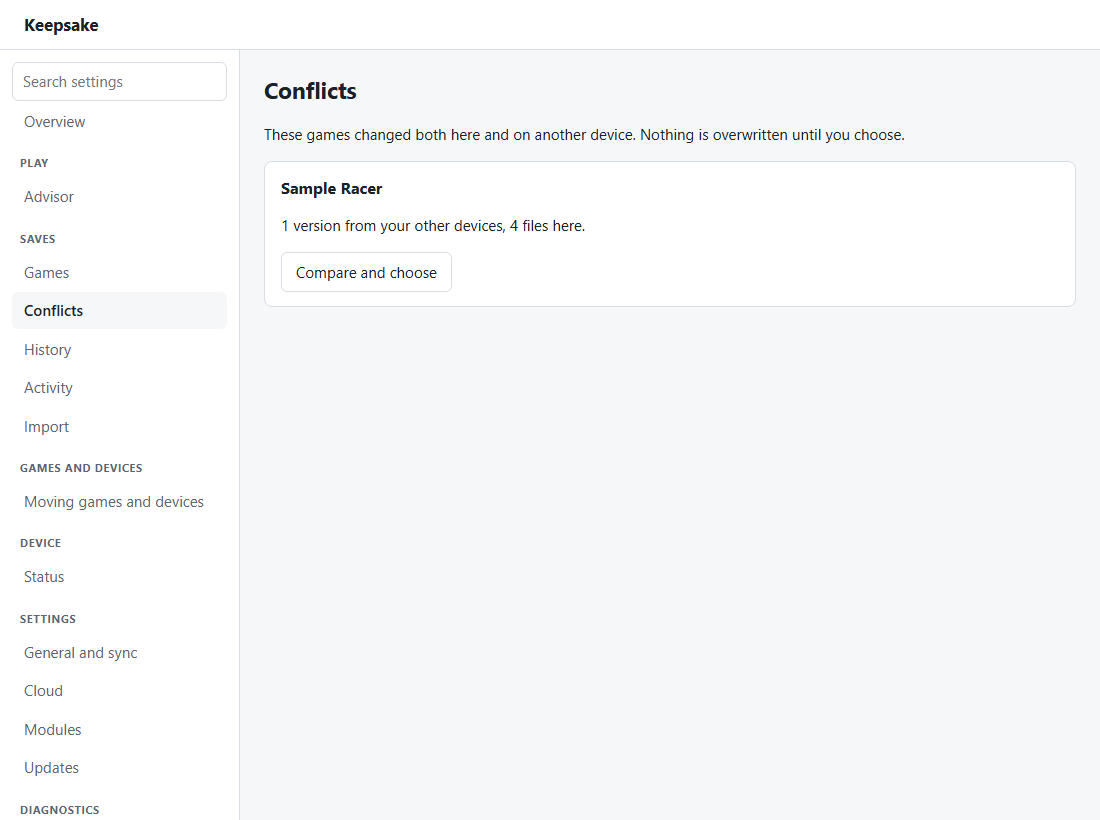 Keepsake
Search settings
Overview
PLAY
Advisor
SAVES
Games
Conflicts
History
Activity
Import
GAMES AND DEVICES
Moving games and devices
DEVICE
Status
SETTINGS
General and sync
Cloud
Modules
Updates
DIAGNOSTICS
Conflicts
These games changed both here and on another device. Nothing is overwritten until you choose.
Sample Racer
1 version from your other devices, 4 files here.
Compare and choose